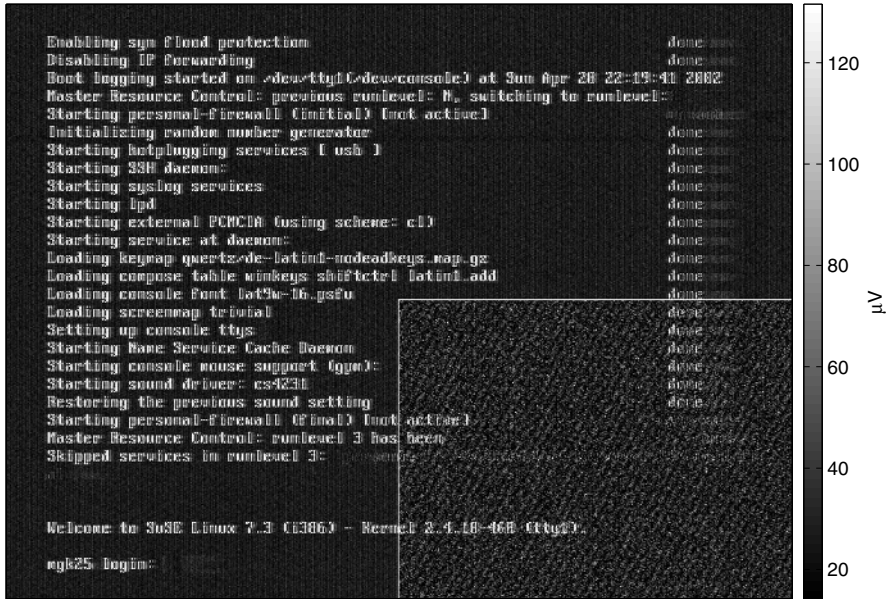 Enabling syn flood protection done
Disabling IP forwarding done
Boot logging started on /dev/tty1(/dev/console) at Sun Apr 28 22:19:41 2002
Master Resource Control: previous runlevel: N, switching to runlevel:
Starting personal-firewall (initial) [not active]
Initializing random number generator done
Starting hotplugging services [ usb ] done
Starting SSH daemon: done
Starting syslog services done
Starting lpd done
Starting external PCMCIA (using scheme: cl) done
Starting service at daemon: done
Loading keymap qwertz/de-latin1-nodeadkeys.map.gz done
Loading compose table winkeys shiftctrl latin1.add done
Loading console font lat9w-16.psfu done
Loading screenmap trivial done
Setting up console ttys done
Starting Name Service Cache Daemon done
Starting console mouse support (gpm): done
Starting sound driver: cs4231 done
Restoring the previous sound setting done
Starting personal-firewall (final) [not active]
Master Resource Control: runlevel 3 has been
Skipped services in runlevel 3:
Welcome to SuSE Linux 7.3 (i386) - Kernel 2.4.10-4GB (tty1).
mgk25 login:
120
100
80
60
40
20
µV